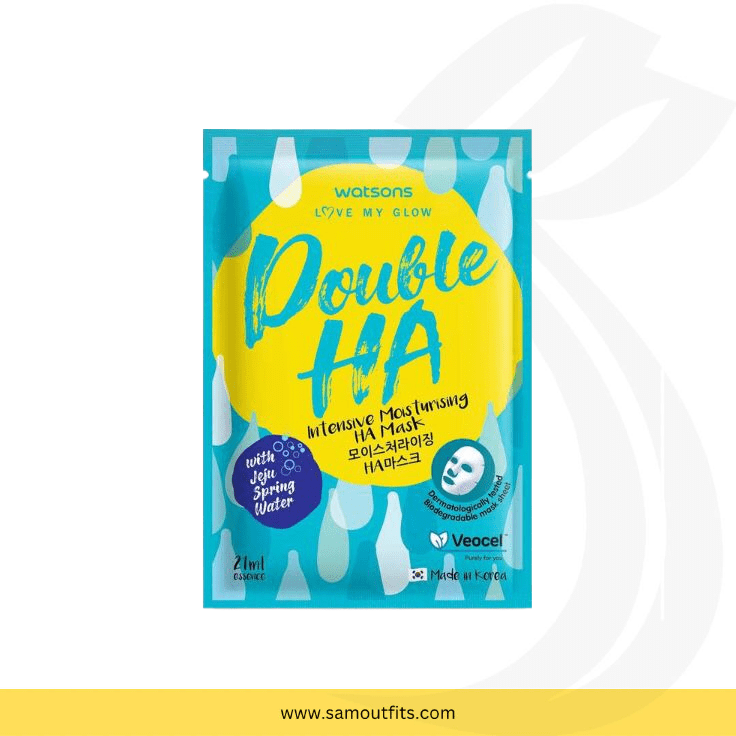 watsons
LOVE MY GLOW
Double
HA
Intensive Moisturising
HA Mask
모이스처라이징
HA마스크
with
Jeju
Spring
Water
Dermatologically tested
Biodegradable mask sheet
Veocel™
Purely for you
21ml
essence
Made in Korea
www.samoutfits.com